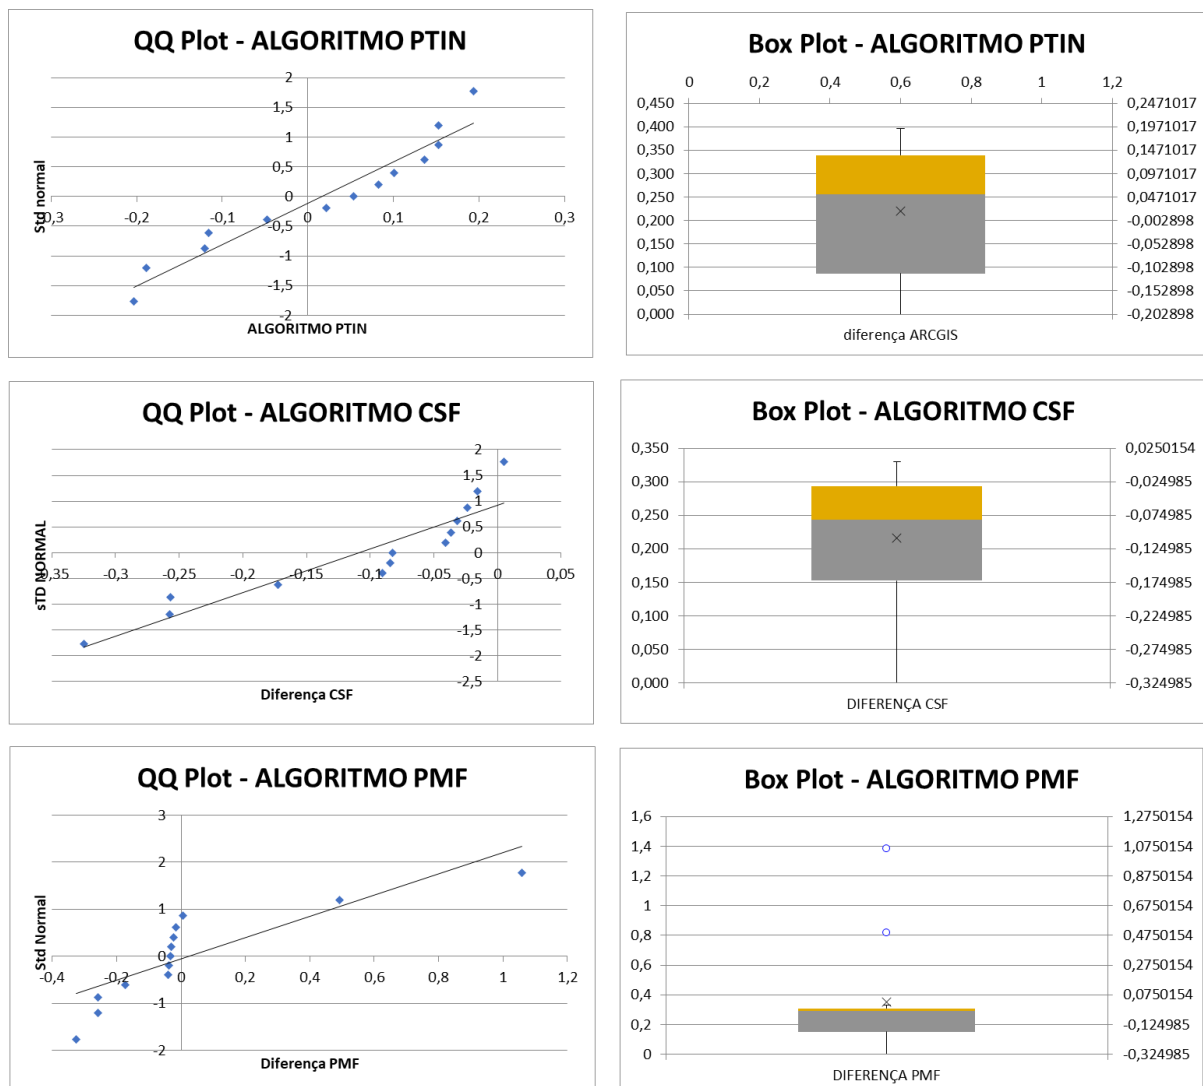 QQ Plot - ALGORITMO PTIN
2
1,5
1
0,5
0
-0,5
-1
-1,5
-2
-0,3 -0,2 -0,1 0 0,1 0,2 0,3
Std normal
ALGORITMO PTIN
Box Plot - ALGORITMO PTIN
0 0,2 0,4 0,6 0,8 1 1,2
0,450 0,2471017
0,400 0,1971017
0,350 0,1471017
0,300 0,0971017
0,250 0,0471017
0,200 -0,002898
0,150 -0,052898
0,100 -0,102898
0,050 -0,152898
0,000 -0,202898
diferença ARCGIS
QQ Plot - ALGORITMO CSF
2
1,5
1
0,5
0
-0,5
-1
-1,5
-2
-2,5
-0,35 -0,3 -0,25 -0,2 -0,15 -0,1 -0,05 0 0,05
sTD NORMAL
Diferença CSF
Box Plot - ALGORITMO CSF
0,350 0,0250154
0,300 -0,024985
0,250 -0,074985
0,200 -0,124985
0,150 -0,174985
0,100 -0,224985
0,050 -0,274985
0,000 -0,324985
DIFERENÇA CSF
QQ Plot - ALGORITMO PMF
3
2
1
0
-1
-2
-0,4 -0,2 0 0,2 0,4 0,6 0,8 1 1,2
Std Normal
Diferença PMF
Box Plot - ALGORITMO PMF
1,6 1,2750154
1,4 1,0750154
1,2 0,8750154
1 0,6750154
0,8 0,4750154
0,6 0,2750154
0,4 0,0750154
0,2 -0,124985
0 -0,324985
DIFERENÇA PMF